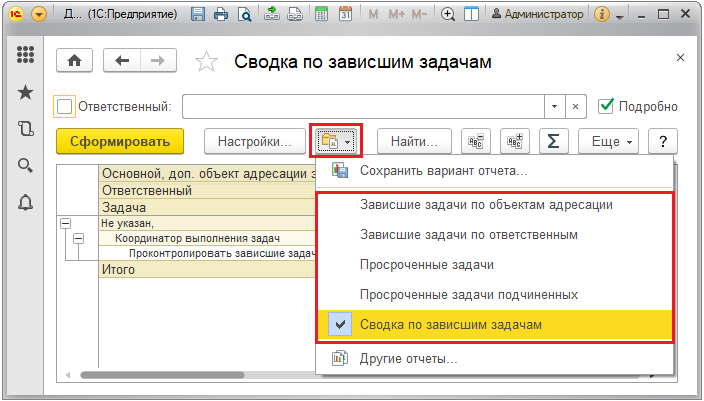 Д... (1С:Предприятие)
M M+ M-
Администратор
Сводка по зависшим задачам
Ответственный:
Подробно
Сформировать Настройки... Найти... Еще ?
Сохранить вариант отчета...
Основной, доп. объект адресации з
Ответственный
Задача
Не указан,
Координатор выполнения задач
Проконтролировать зависшие задач
Итого
Зависшие задачи по объектам адресации
Зависшие задачи по ответственным
Просроченные задачи
Просроченные задачи подчиненных
Сводка по зависшим задачам
Другие отчеты...